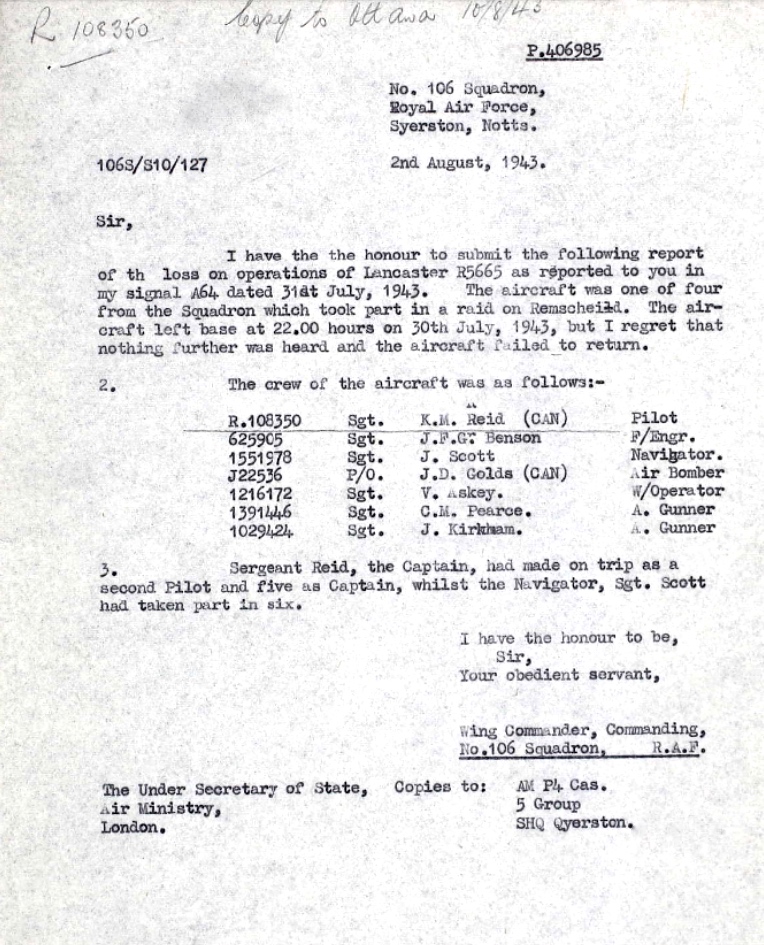 R 108350
Copy to Ottawa 10/8/43
P.406985
No. 106 Squadron,
Royal Air Force,
Syerston, Notts.
106S/S10/127
2nd August, 1943.
Sir,
I have the the honour to submit the following report
of th loss on operations of Lancaster R5665 as reported to you in
my signal A64 dated 31st July, 1943. The aircraft was one of four
from the Squadron which took part in a raid on Remscheild. The air-
craft left base at 22.00 hours on 30th July, 1943, but I regret that
nothing further was heard and the aircraft failed to return.
2. The crew of the aircraft was as follows:-
R.108350 Sgt. K.M. Reid (CAN) Pilot
625905 Sgt. J.F.G. Benson F/Engr.
1551978 Sgt. J. Scott Navigator.
J22536 P/O. J.D. Golds (CAN) Air Bomber
1216172 Sgt. V. Askey. W/Operator
1391446 Sgt. C.M. Pearce. A. Gunner
1029424 Sgt. J. Kirkham. A. Gunner
3. Sergeant Reid, the Captain, had made on trip as a
second Pilot and five as Captain, whilst the Navigator, Sgt. Scott
had taken part in six.
I have the honour to be,
Sir,
Your obedient servant,
Wing Commander, Commanding,
No.106 Squadron, R.A.F.
The Under Secretary of State, Copies to: AM P4 Cas.
Air Ministry, 5 Group
London. SHQ Qyerston.